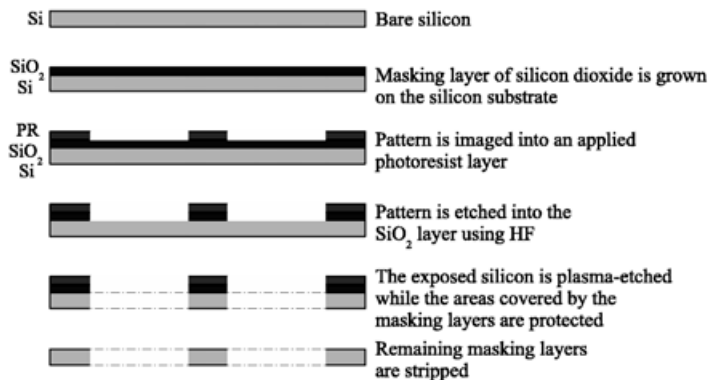 Si
Bare silicon
SiO2
Si
Masking layer of silicon dioxide is grown
on the silicon substrate
PR
SiO2
Si
Pattern is imaged into an applied
photoresist layer
Pattern is etched into the
SiO2 layer using HF
The exposed silicon is plasma-etched
while the areas covered by the
masking layers are protected
Remaining masking layers
are stripped